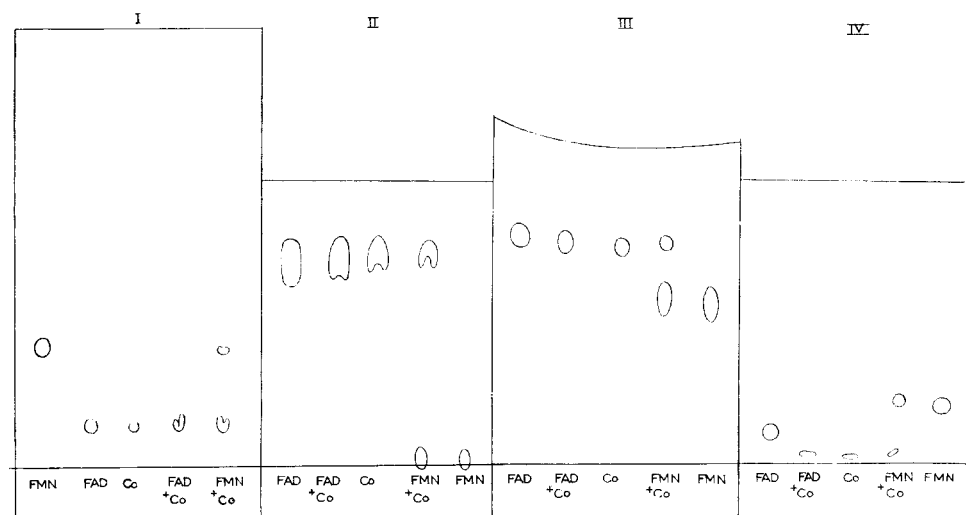 I
II
III
IV
FMN FAD Co FAD +Co FMN +Co
FAD FAD +Co Co FMN +Co FMN
FAD FAD +Co Co FMN +Co FMN
FAD FAD +Co Co FMN +Co FMN